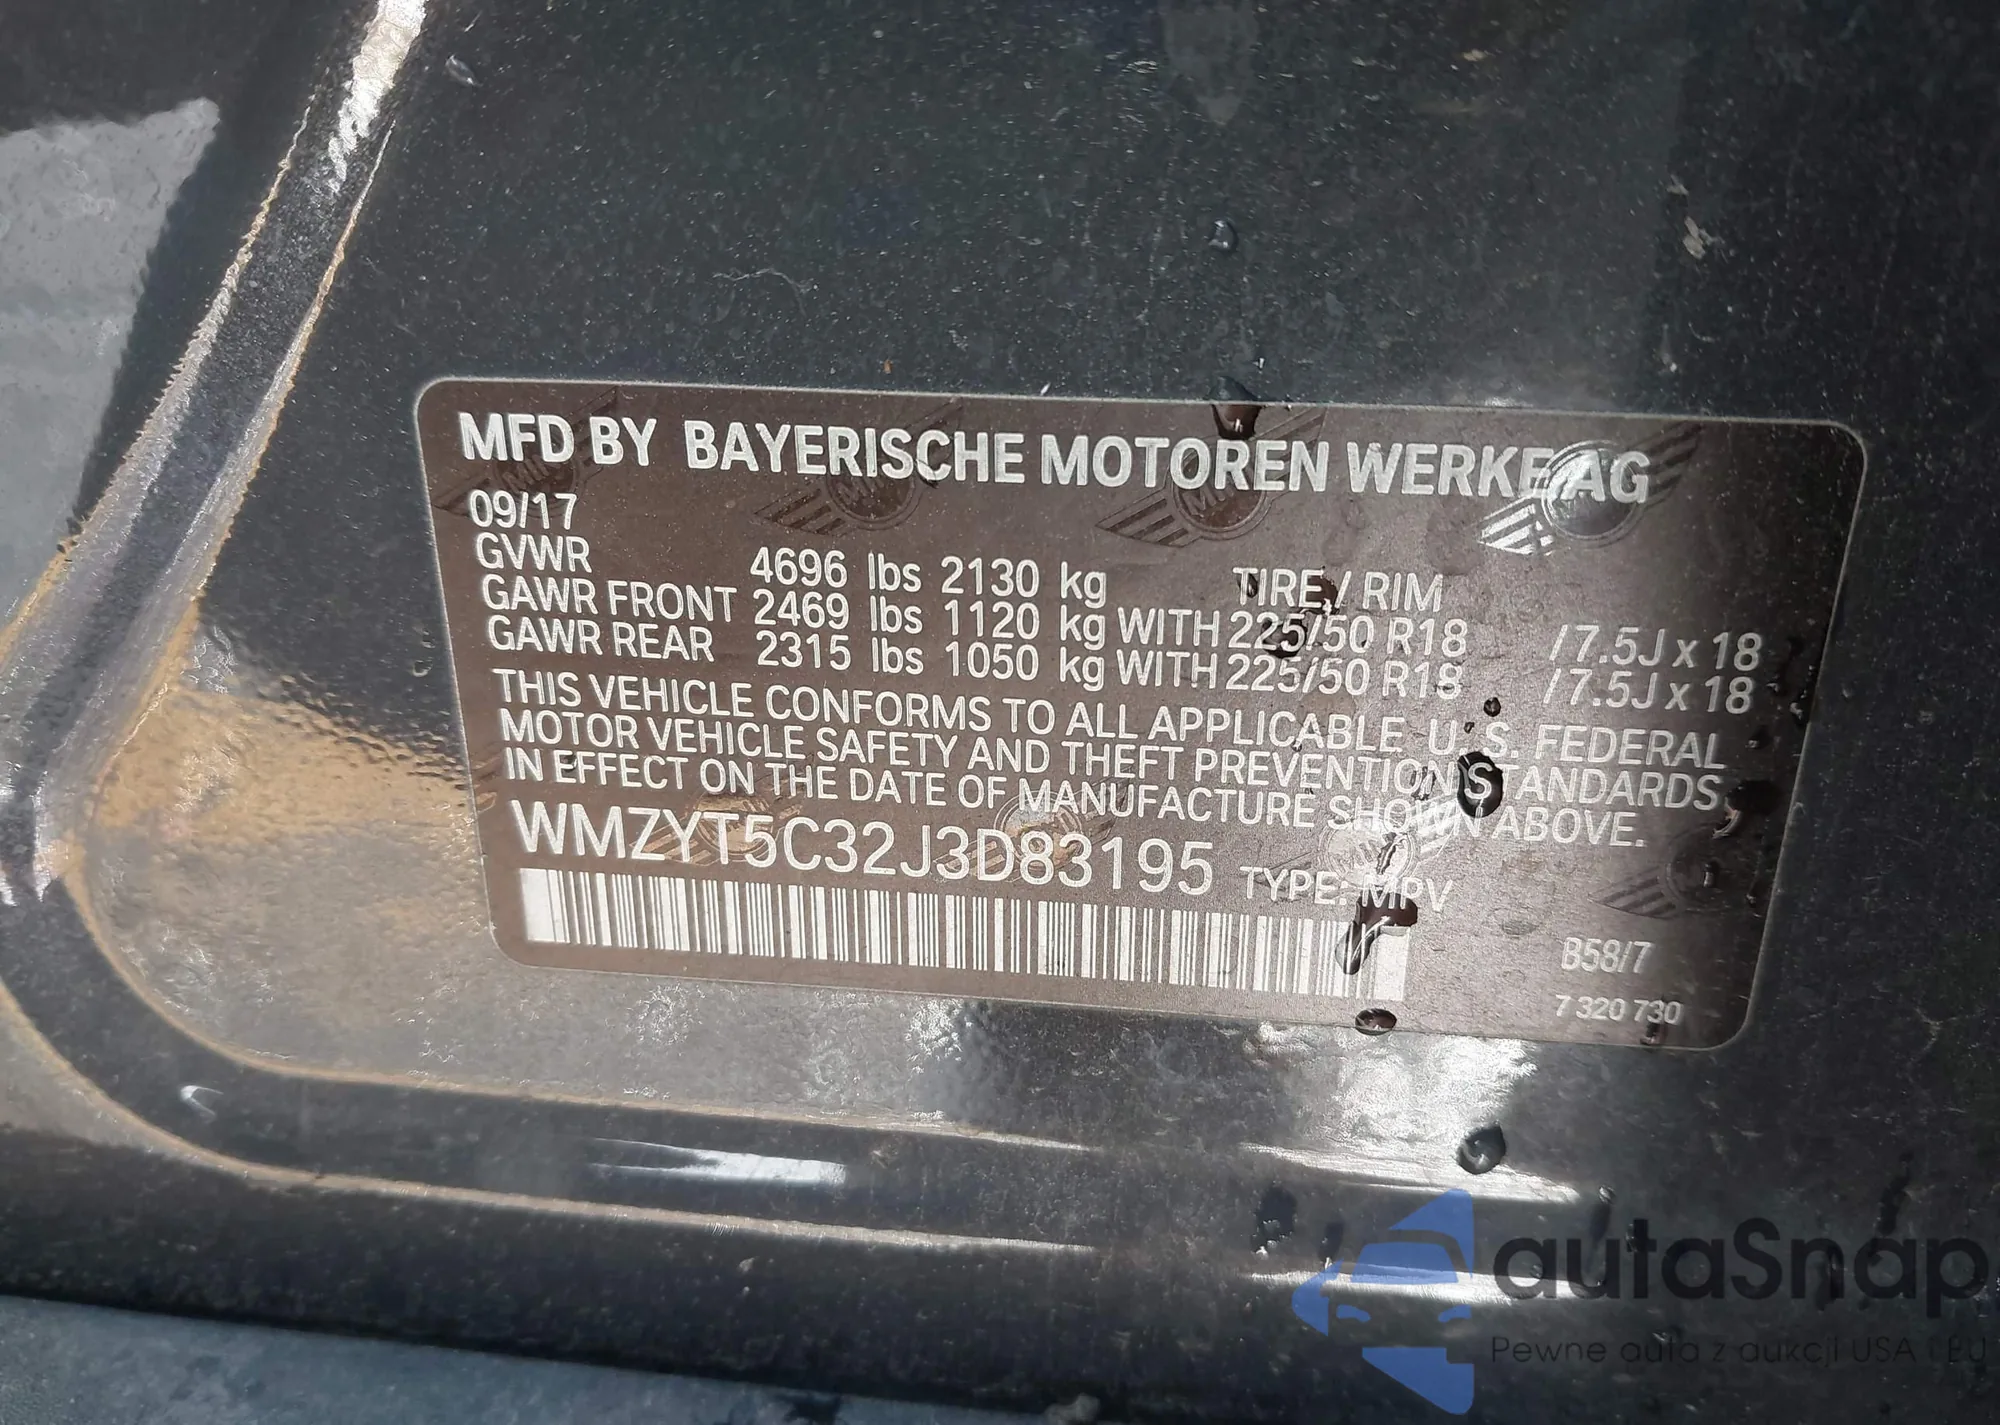 MFD BY BAYERISCHE MOTOREN WERKE AG
09/17
GVWR 4696 lbs 2130 kg TIRE / RIM
GAWR FRONT 2469 lbs 1120 kg WITH 225/50 R18 /7.5J x 18
GAWR REAR 2315 lbs 1050 kg WITH 225/50 R18 /7.5J x 18
THIS VEHICLE CONFORMS TO ALL APPLICABLE U. S. FEDERAL
MOTOR VEHICLE SAFETY AND THEFT PREVENTION STANDARDS
IN EFFECT ON THE DATE OF MANUFACTURE SHOWN ABOVE.
WMZYT5C32J3D83195 TYPE: MPV
B58/7
7 320 730
autaSnap
Pewne auta z aukcji USA i EU